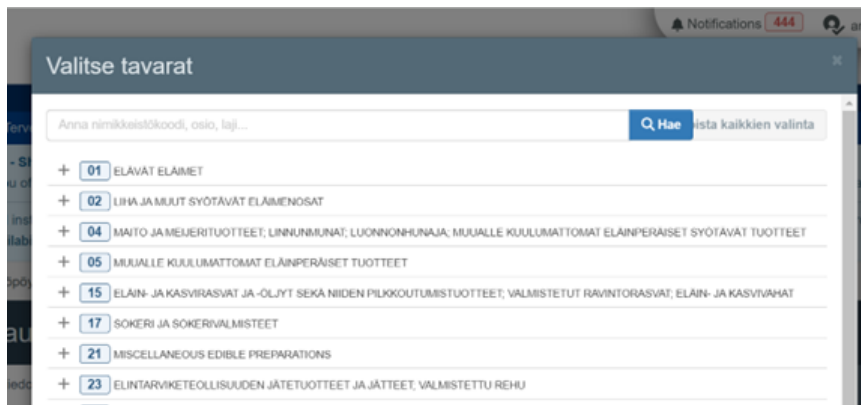 Notifications 444
Valitse tavarat
Anna nimikkeistökoodi, osio, laji...
Hae
ista kaikkien valinta
01 ELÄVÄT ELÄIMET
02 LIHA JA MUUT SYÖTÄVÄT ELÄIMENOSAT
04 MAITO JA MEIJERITUOTTEET; LINNUNMUNAT; LUONNONHUNAJA; MUUALLE KUULUMATTOMAT ELÄINPERÄISET SYÖTÄVÄT TUOTTEET
05 MUUALLE KUULUMATTOMAT ELÄINPERÄISET TUOTTEET
15 ELÄIN- JA KASVIRASVAT JA -ÖLJYT SEKÄ NIIDEN PILKKOUTUMISTUOTTEET; VALMISTETUT RAVINTORASVAT; ELÄIN- JA KASVIVAHAT
17 SOKERI JA SOKERIVALMISTEET
21 MISCELLANEOUS EDIBLE PREPARATIONS
23 ELINTARVIKETEOLLISUUDEN JÄTETUOTTEET JA JÄTTEET; VALMISTETTU REHU